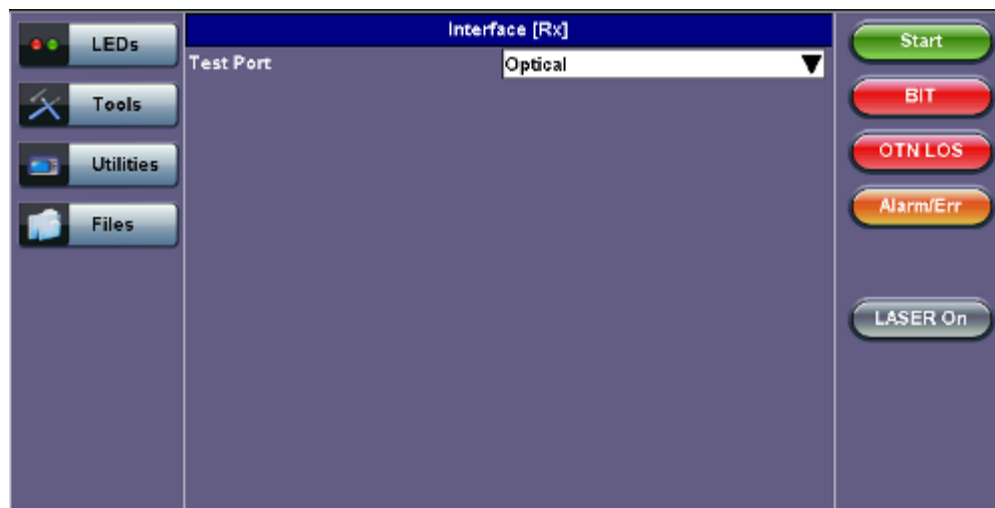 LEDs
Tools
Utilities
Files
Interface [Rx]
Test Port Optical
Start
BIT
OTN LOS
Alarm/Err
LASER On